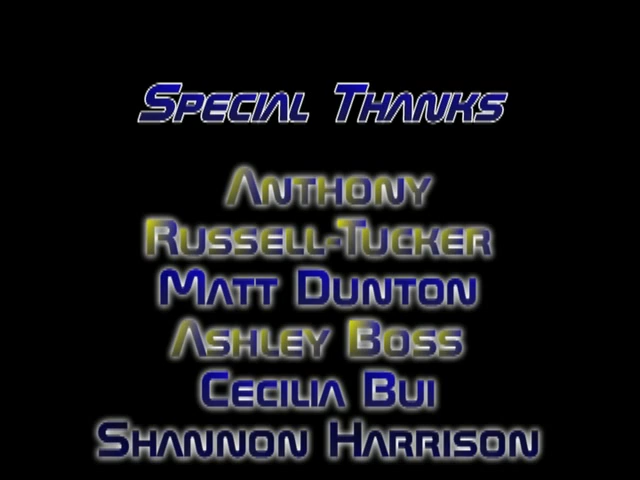 Special Thanks
Anthony
Russell-Tucker
Matt Dunton
Ashley Boss
Cecilia Bui
Shannon Harrison